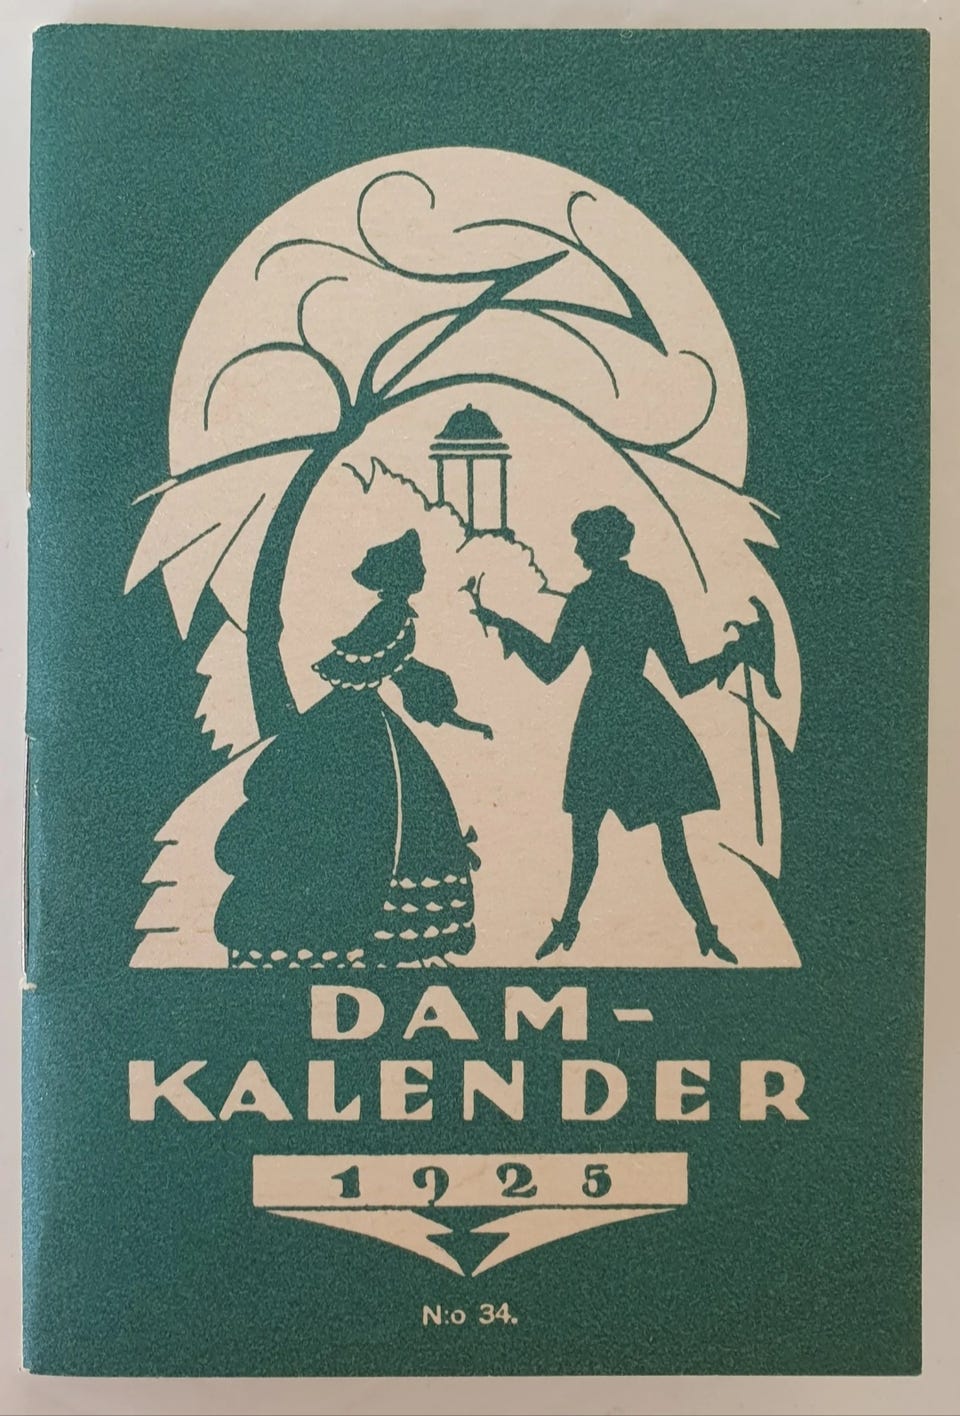 DAM-
KALENDER
1925
N:o 34.